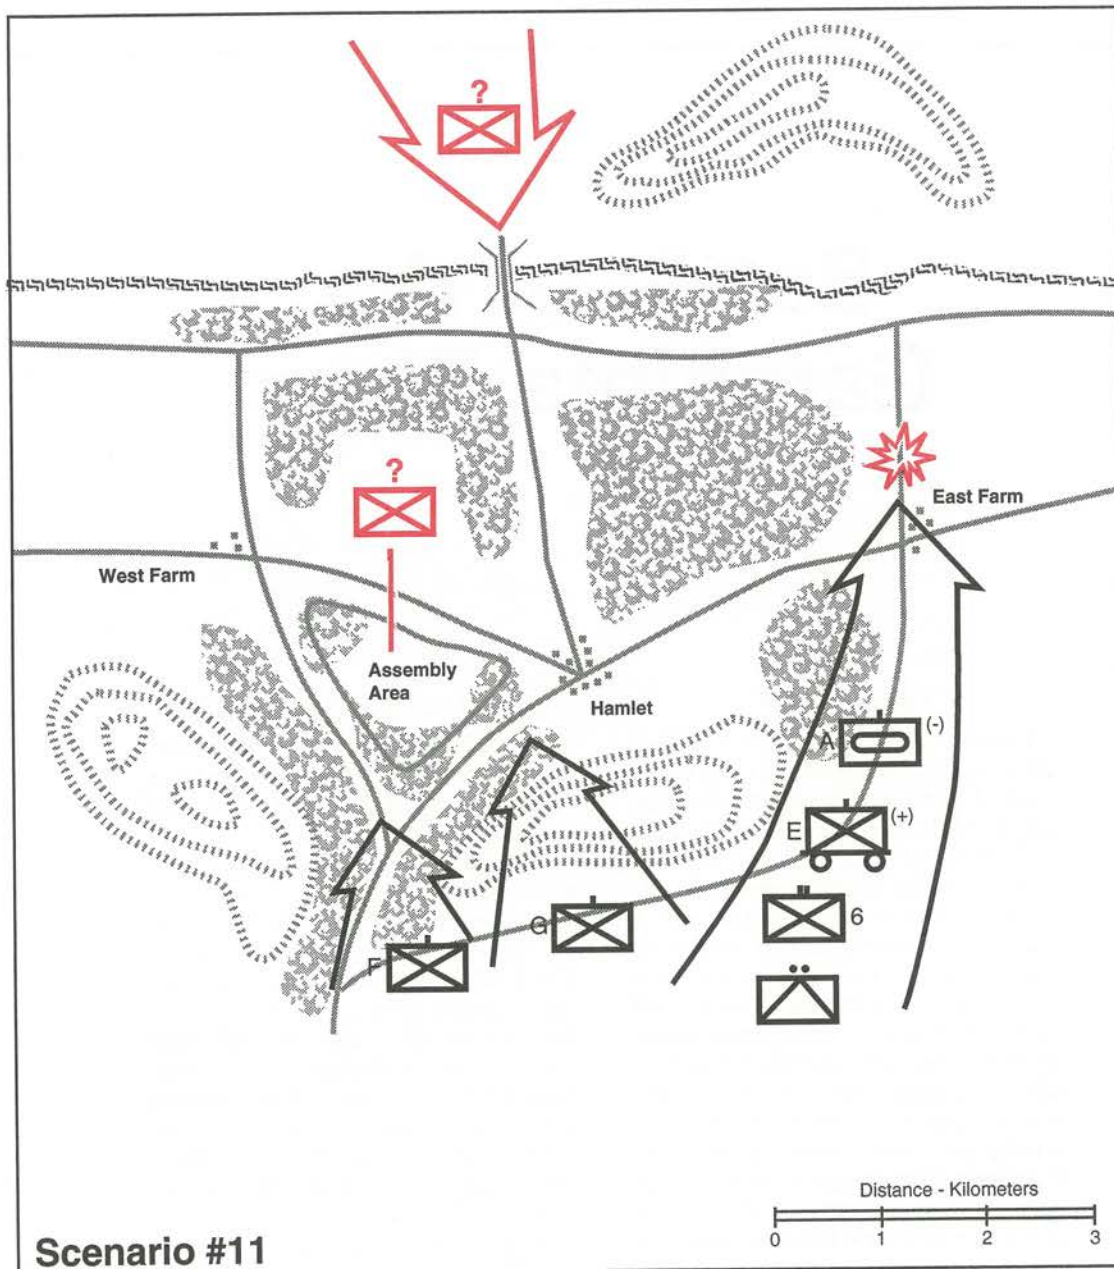 ?
?
East Farm
West Farm
Assembly
Area
Hamlet
A
(-)
E
(+)
G
6
F
Distance - Kilometers
0 1 2 3
Scenario #11